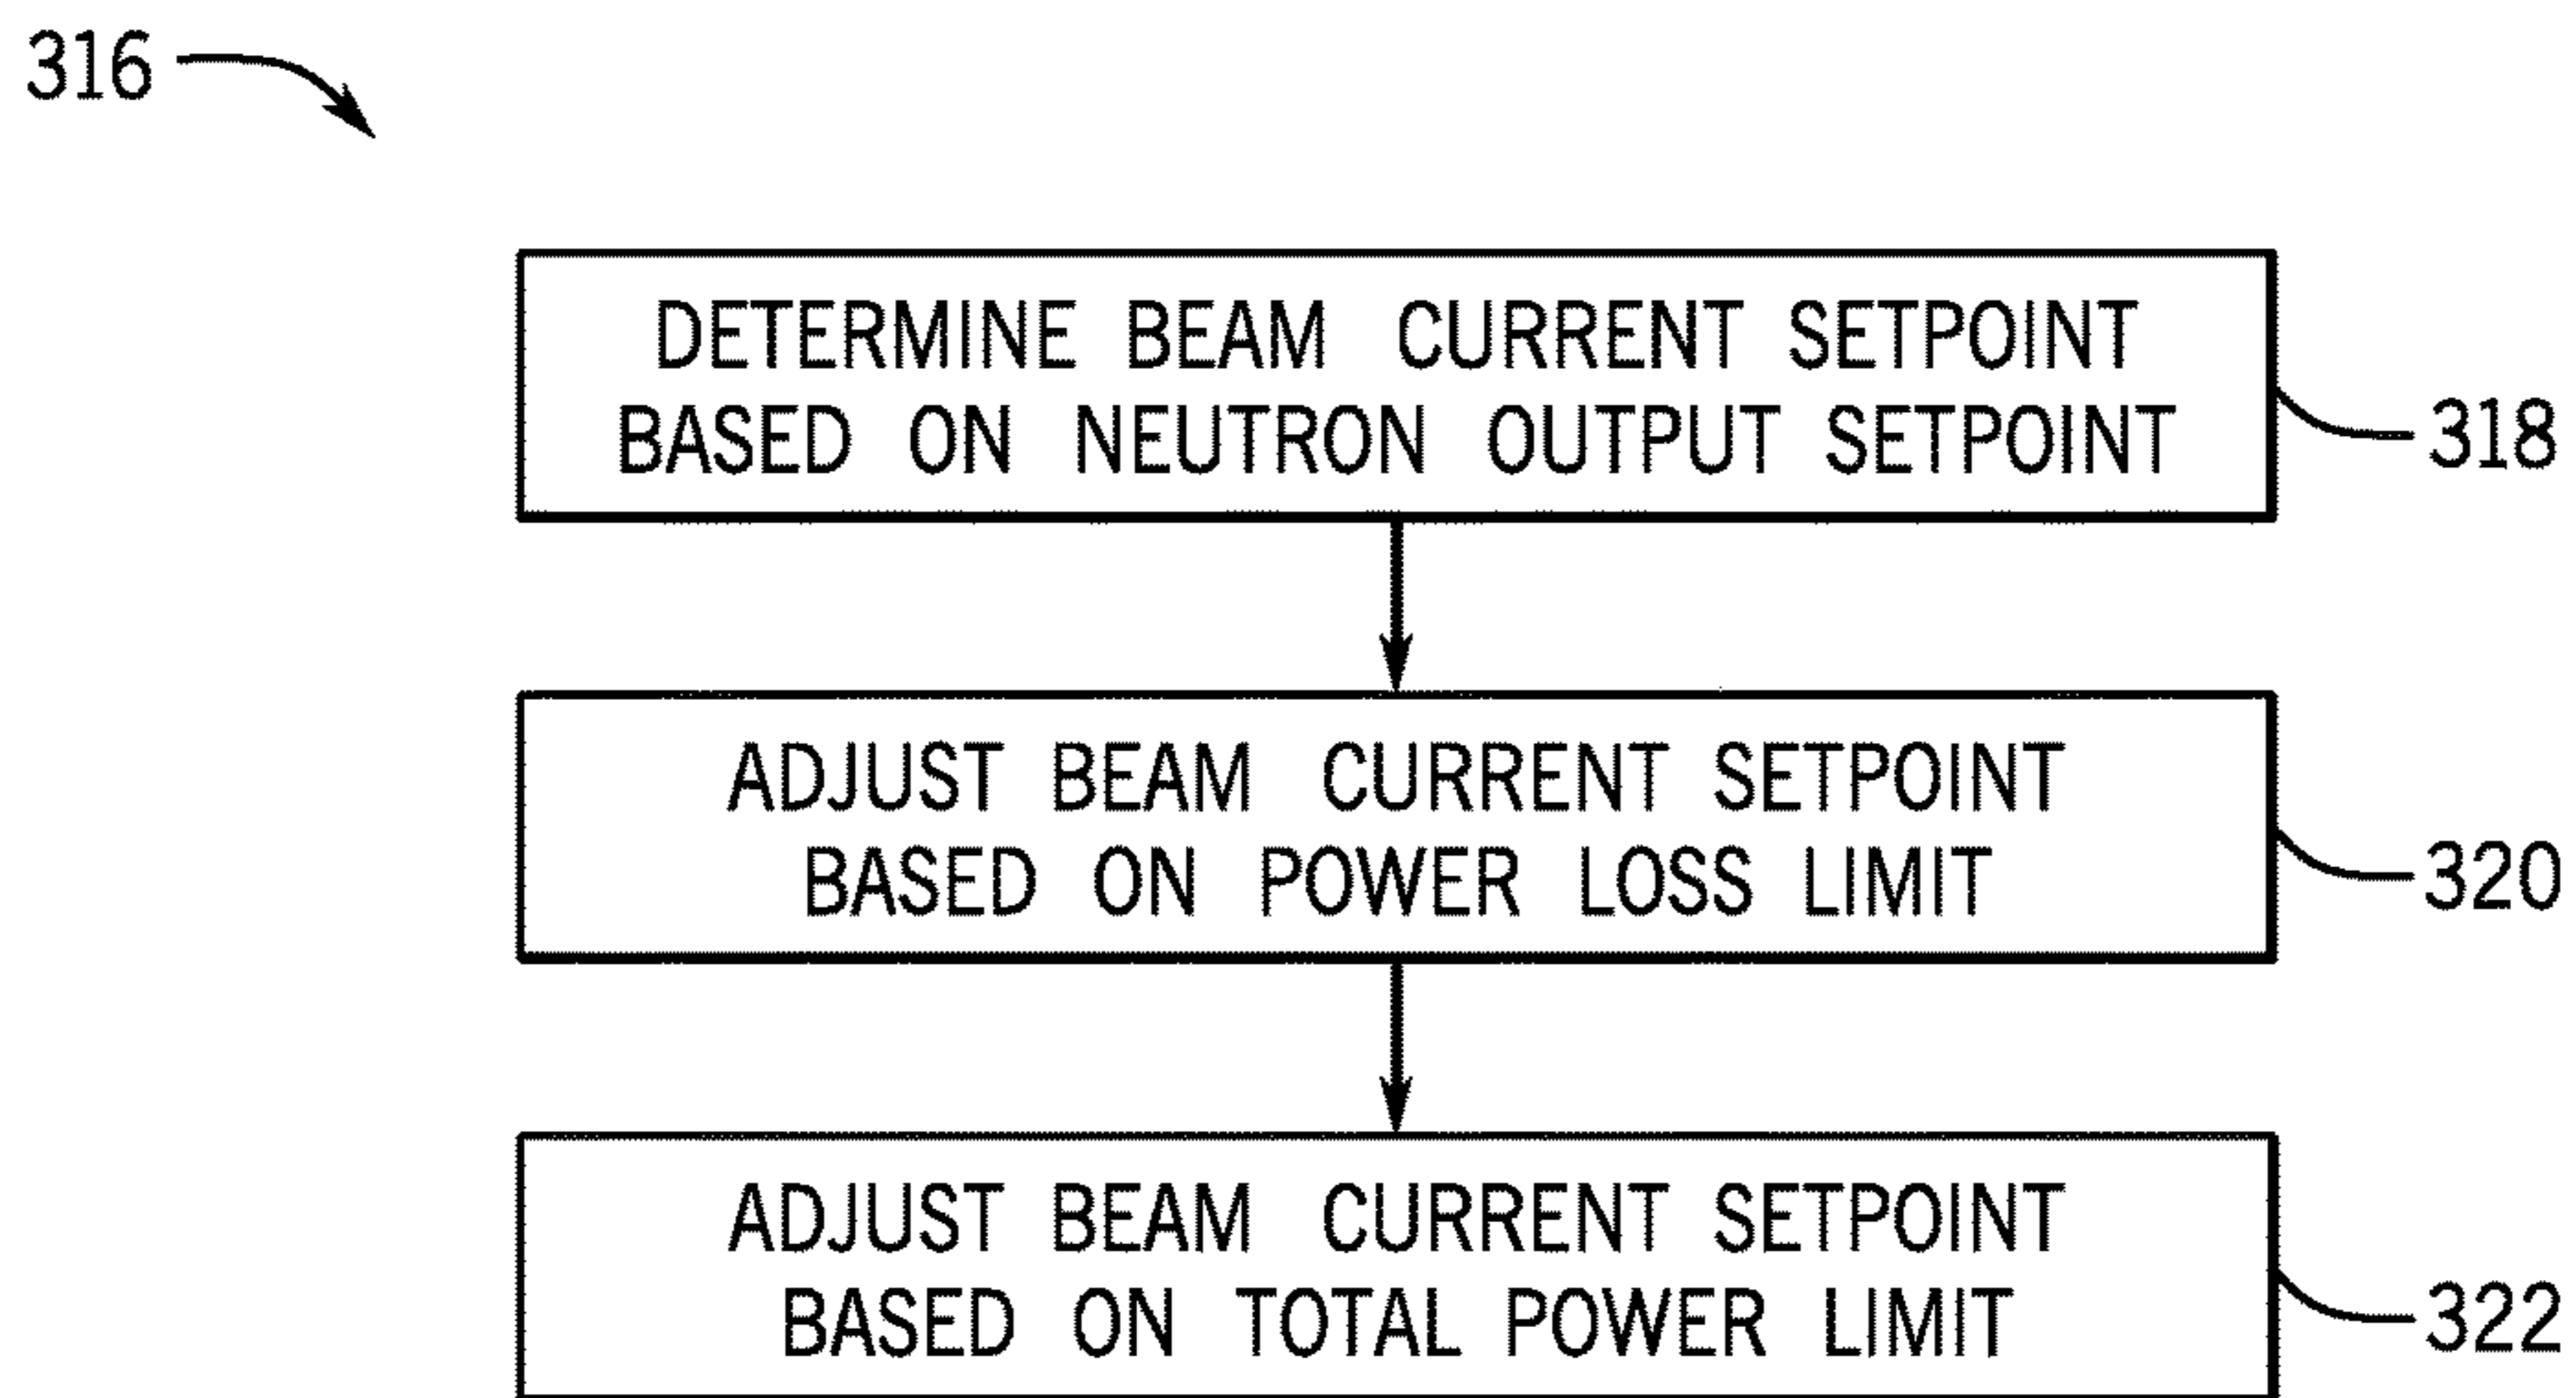 316
DETERMINE BEAM CURRENT SETPOINT
BASED ON NEUTRON OUTPUT SETPOINT
318
ADJUST BEAM CURRENT SETPOINT
BASED ON POWER LOSS LIMIT
320
ADJUST BEAM CURRENT SETPOINT
BASED ON TOTAL POWER LIMIT
322